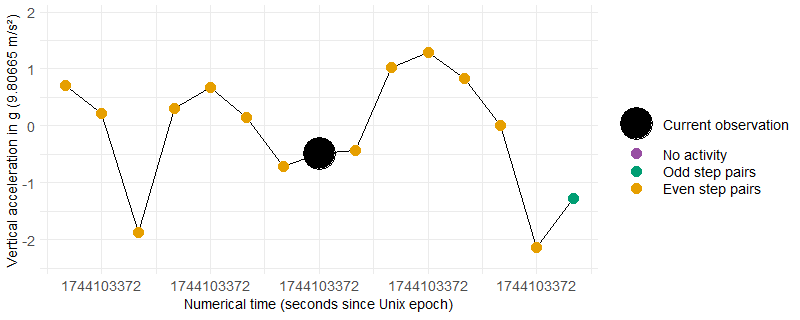 Vertical acceleration in g (9.80665 m/s²)
2
1
0
-1
-2
1744103372 1744103372 1744103372 1744103372 1744103372
Numerical time (seconds since Unix epoch)
Current observation
No activity
Odd step pairs
Even step pairs